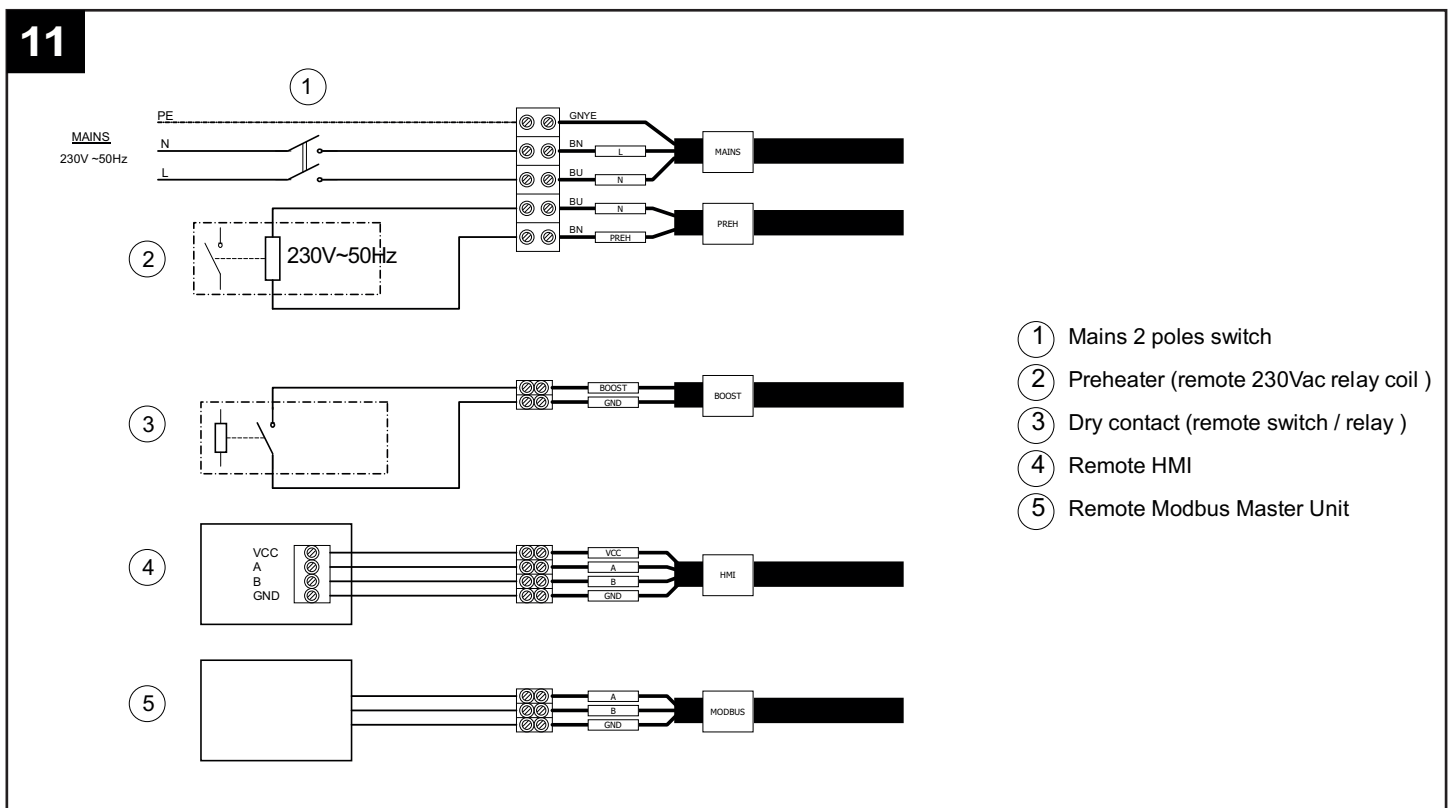 11
1
PE
GNYE
MAINS
230V ~50Hz
N
BN
L
MAINS
L
BU
N
BU
N
PREH
BN
PREH
2
230V~50Hz
1 Mains 2 poles switch
2 Preheater (remote 230Vac relay coil )
3 Dry contact (remote switch / relay )
4 Remote HMI
5 Remote Modbus Master Unit
3
BOOST
GND
BOOST
4
VCC
A
B
GND
VCC
A
B
GND
HMI
5
A
B
GND
MODBUS